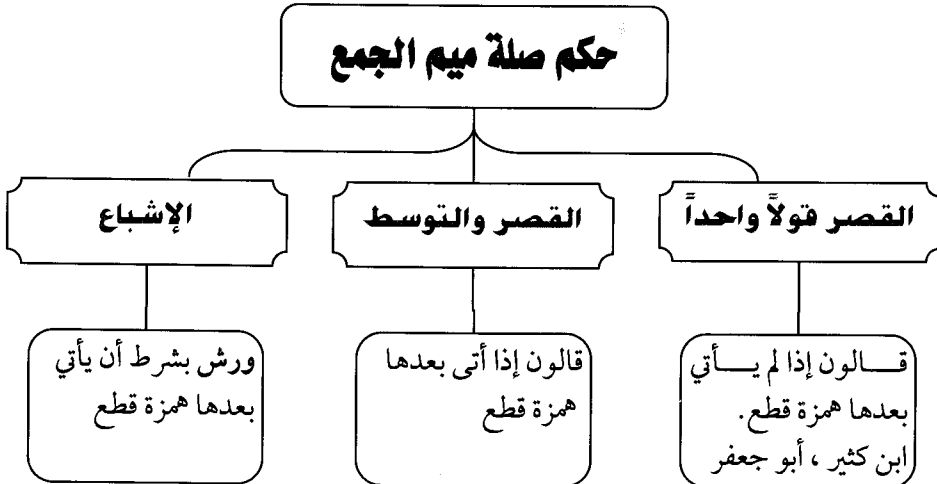 حكم صلة ميم الجمع
القصر قولاً واحداً
القصر والتوسط
الإشباع
قالون إذا لم يأتي
بعدها همزة قطع.
ابن كثير ، أبو جعفر
قالون إذا أتى بعدها
همزة قطع
ورش بشرط أن يأتي
بعدها همزة قطع